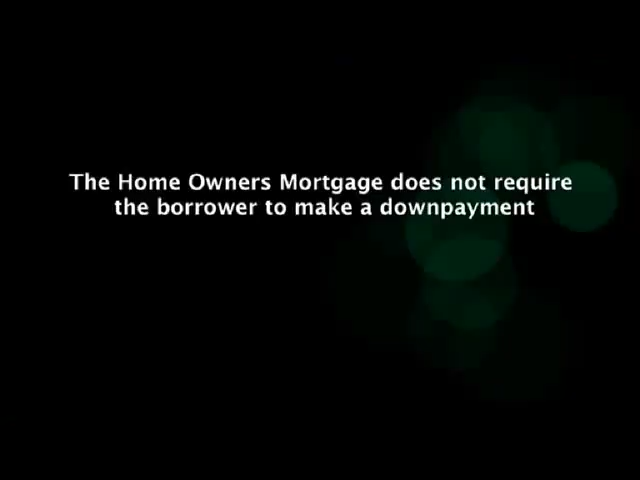 The Home Owners Mortgage does not require
the borrower to make a downpayment